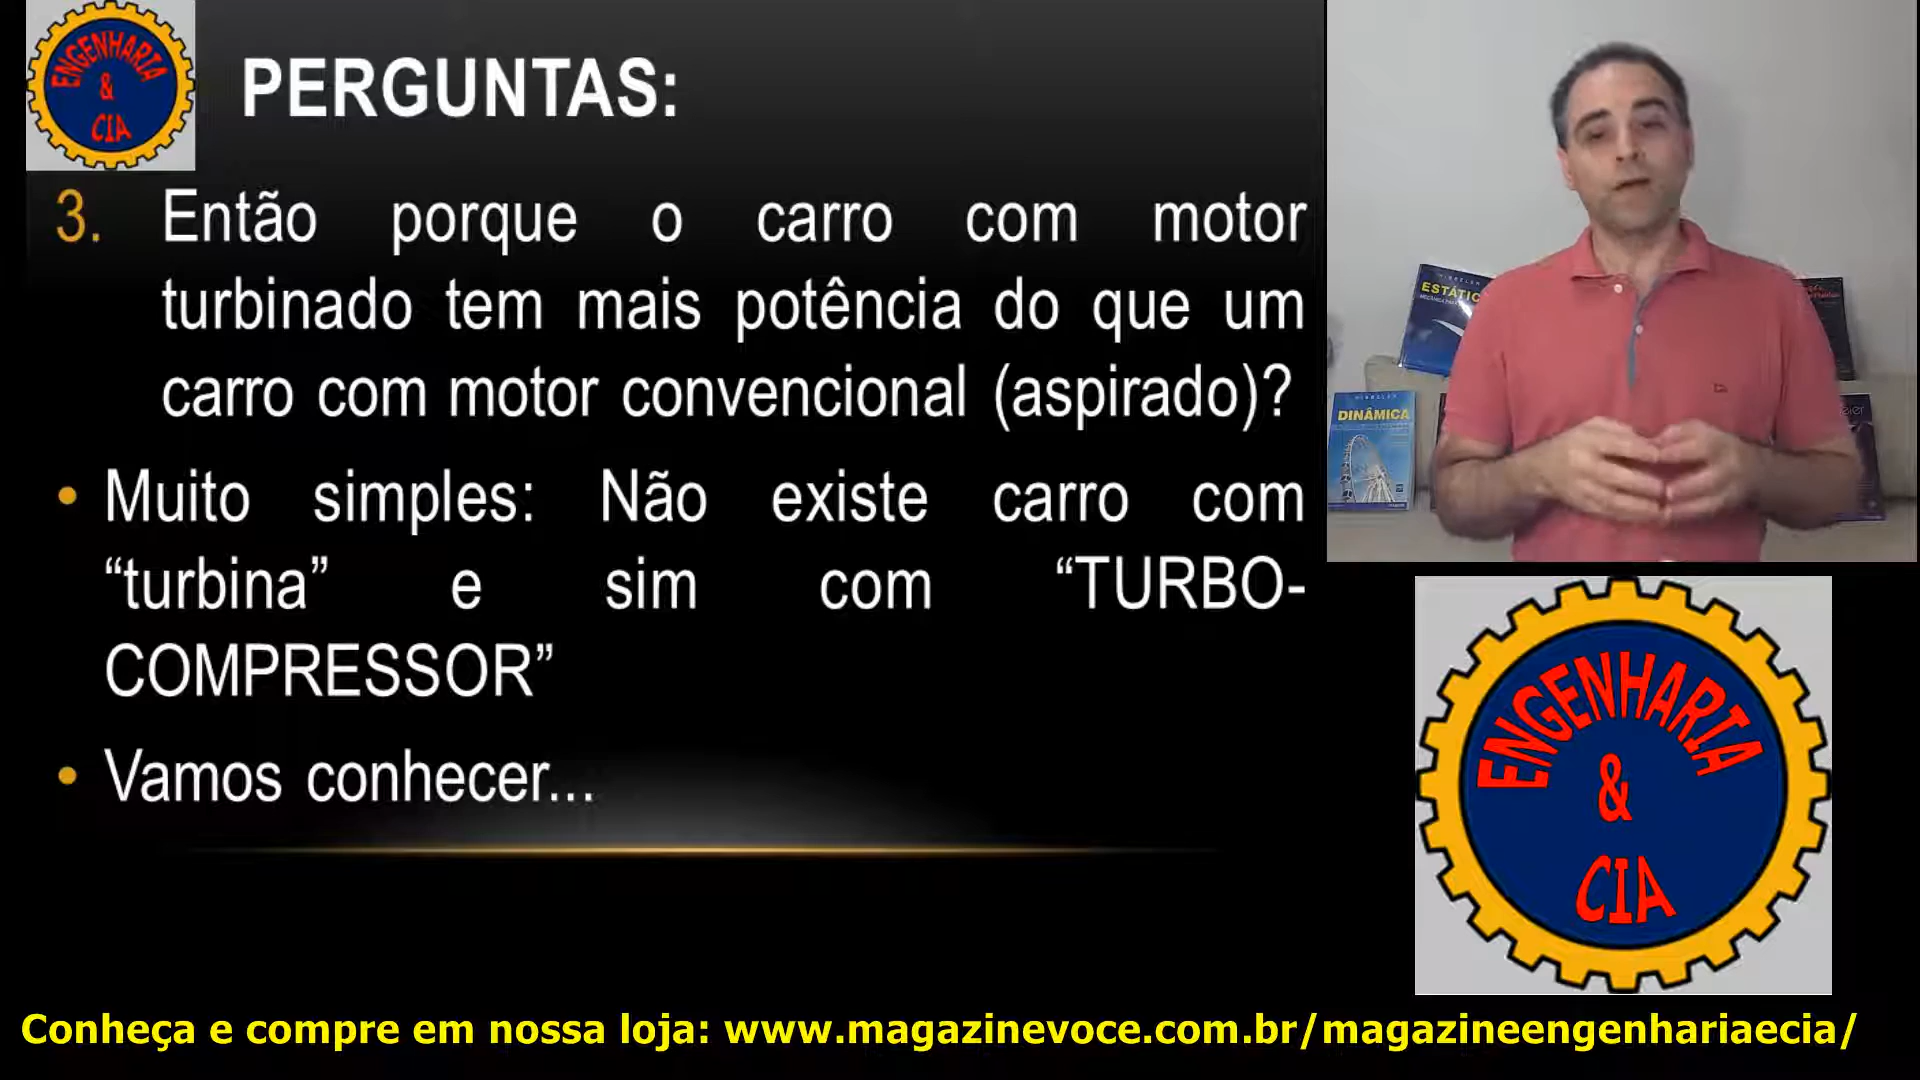 ENGENHARIA
&
CIA
PERGUNTAS:
3. Então porque o carro com motor
turbinado tem mais potência do que um
carro com motor convencional (aspirado)?
• Muito simples: Não existe carro com
“turbina” e sim com “TURBO-
COMPRESSOR”
• Vamos conhecer...
HIBBELER
DINÂMICA
ENGENHARIA
&
CIA
Conheça e compre em nossa loja: www.magazinevoce.com.br/magazineengenhariaecia/